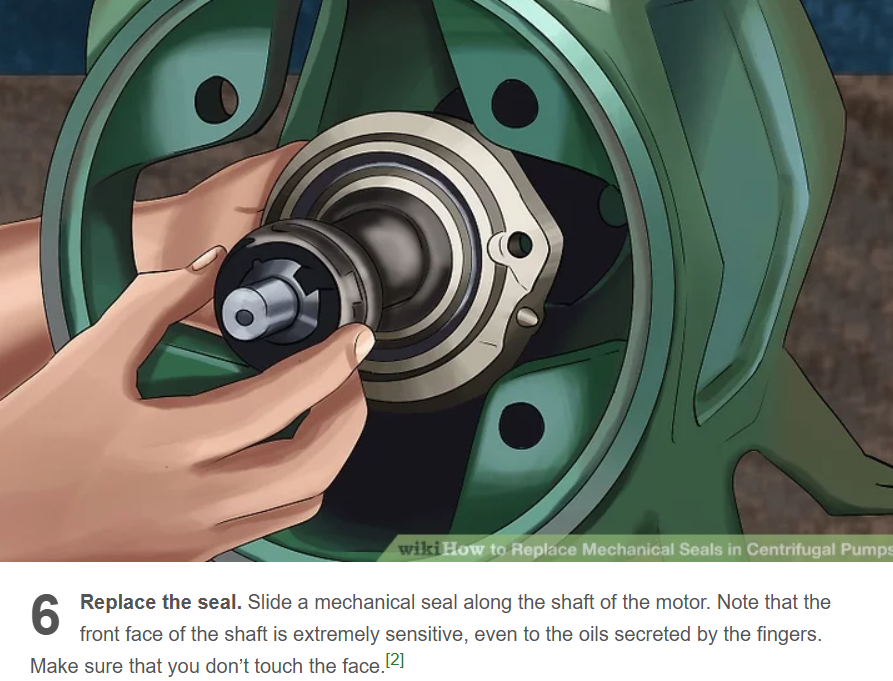 wikiHow to Replace Mechanical Seals in Centrifugal Pumps
6 Replace the seal. Slide a mechanical seal along the shaft of the motor. Note that the
front face of the shaft is extremely sensitive, even to the oils secreted by the fingers.
Make sure that you don’t touch the face.[2]